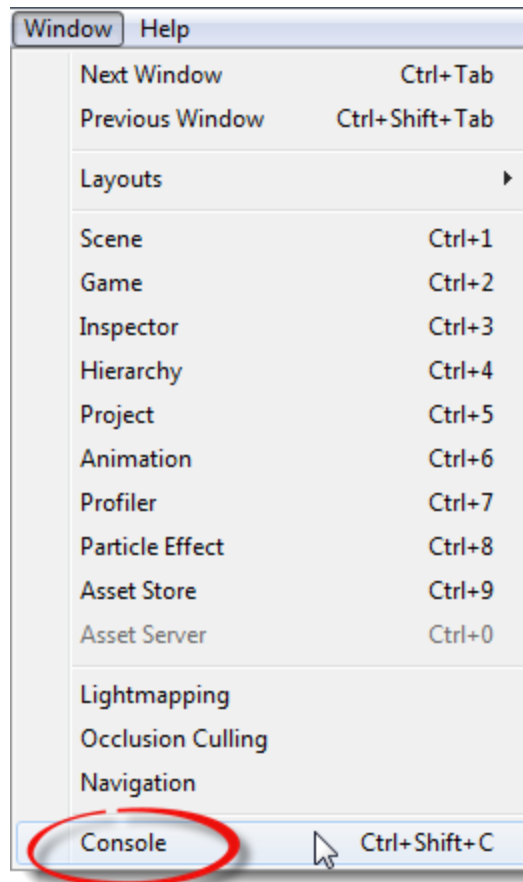 Window Help
Next Window Ctrl+Tab
Previous Window Ctrl+Shift+Tab
Layouts
Scene Ctrl+1
Game Ctrl+2
Inspector Ctrl+3
Hierarchy Ctrl+4
Project Ctrl+5
Animation Ctrl+6
Profiler Ctrl+7
Particle Effect Ctrl+8
Asset Store Ctrl+9
Asset Server Ctrl+0
Lightmapping
Occlusion Culling
Navigation
Console Ctrl+Shift+C